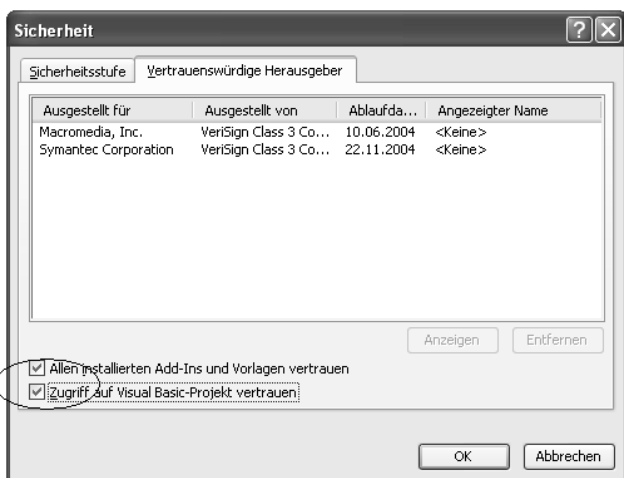 Sicherheit
Sicherheitsstufe Vertrauenswürdige Herausgeber
Ausgestellt für Ausgestellt von Ablaufda... Angezeigter Name
Macromedia, Inc. VeriSign Class 3 Co... 10.06.2004 <Keine>
Symantec Corporation VeriSign Class 3 Co... 22.11.2004 <Keine>
Anzeigen Entfernen
Allen installierten Add-Ins und Vorlagen vertrauen
Zugriff auf Visual Basic-Projekt vertrauen
OK Abbrechen